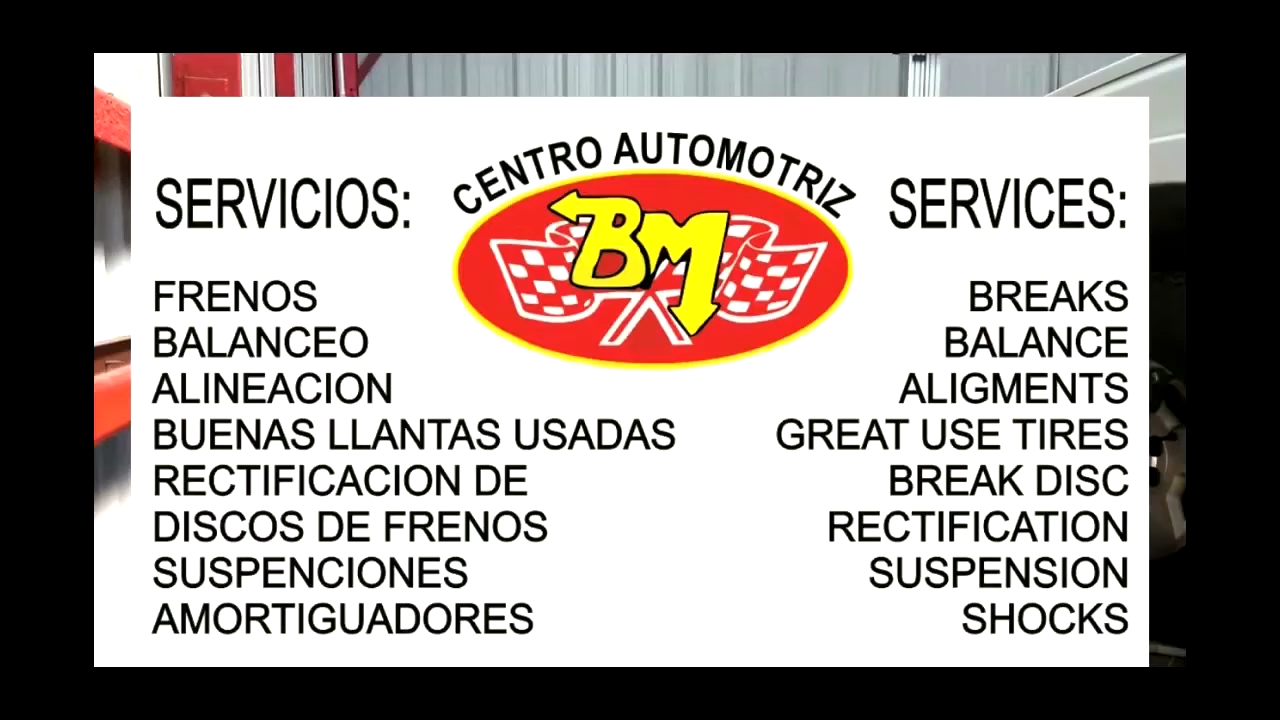 CENTRO AUTOMOTRIZ
BM
SERVICIOS:
FRENOS
BALANCEO
ALINEACION
BUENAS LLANTAS USADAS
RECTIFICACION DE
DISCOS DE FRENOS
SUSPENCIONES
AMORTIGUADORES
SERVICES:
BREAKS
BALANCE
ALIGMENTS
GREAT USE TIRES
BREAK DISC
RECTIFICATION
SUSPENSION
SHOCKS